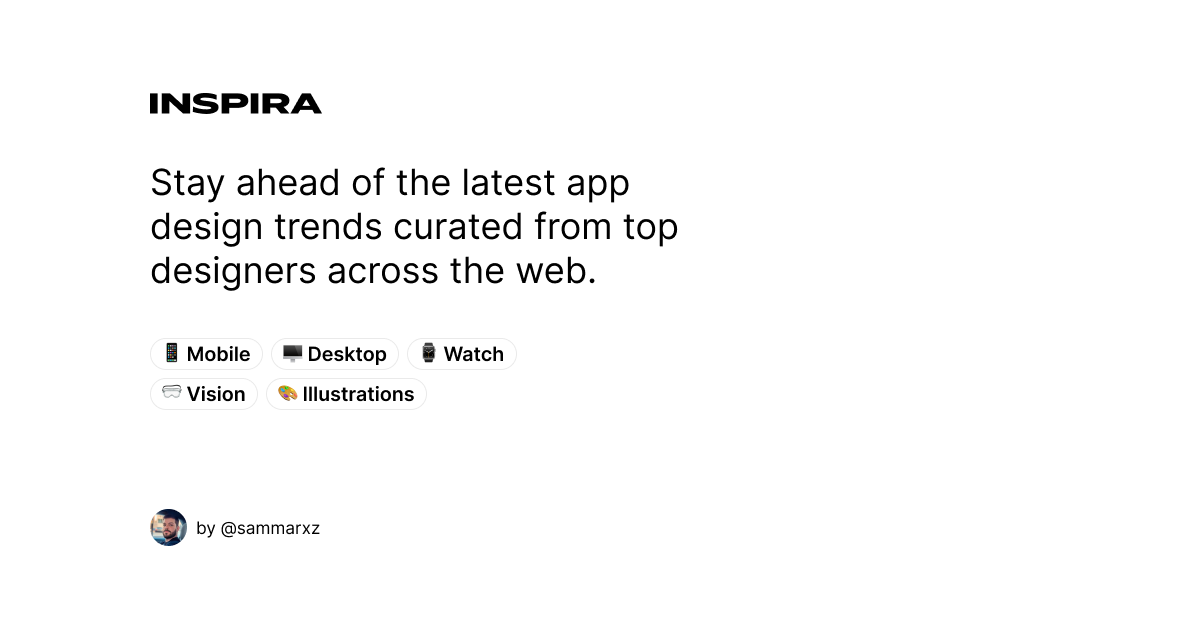 INSPIRA
Stay ahead of the latest app
design trends curated from top
designers across the web.
Mobile
Desktop
Watch
Vision
Illustrations
by @sammarxz